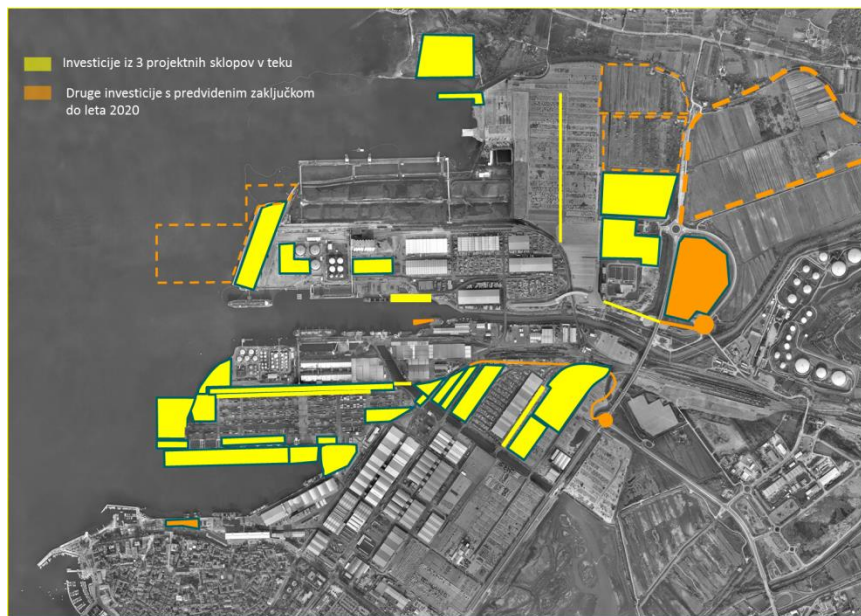 Investicije iz 3 projektnih sklopov v teku
Druge investicije s predvidenim zaključkom
do leta 2020